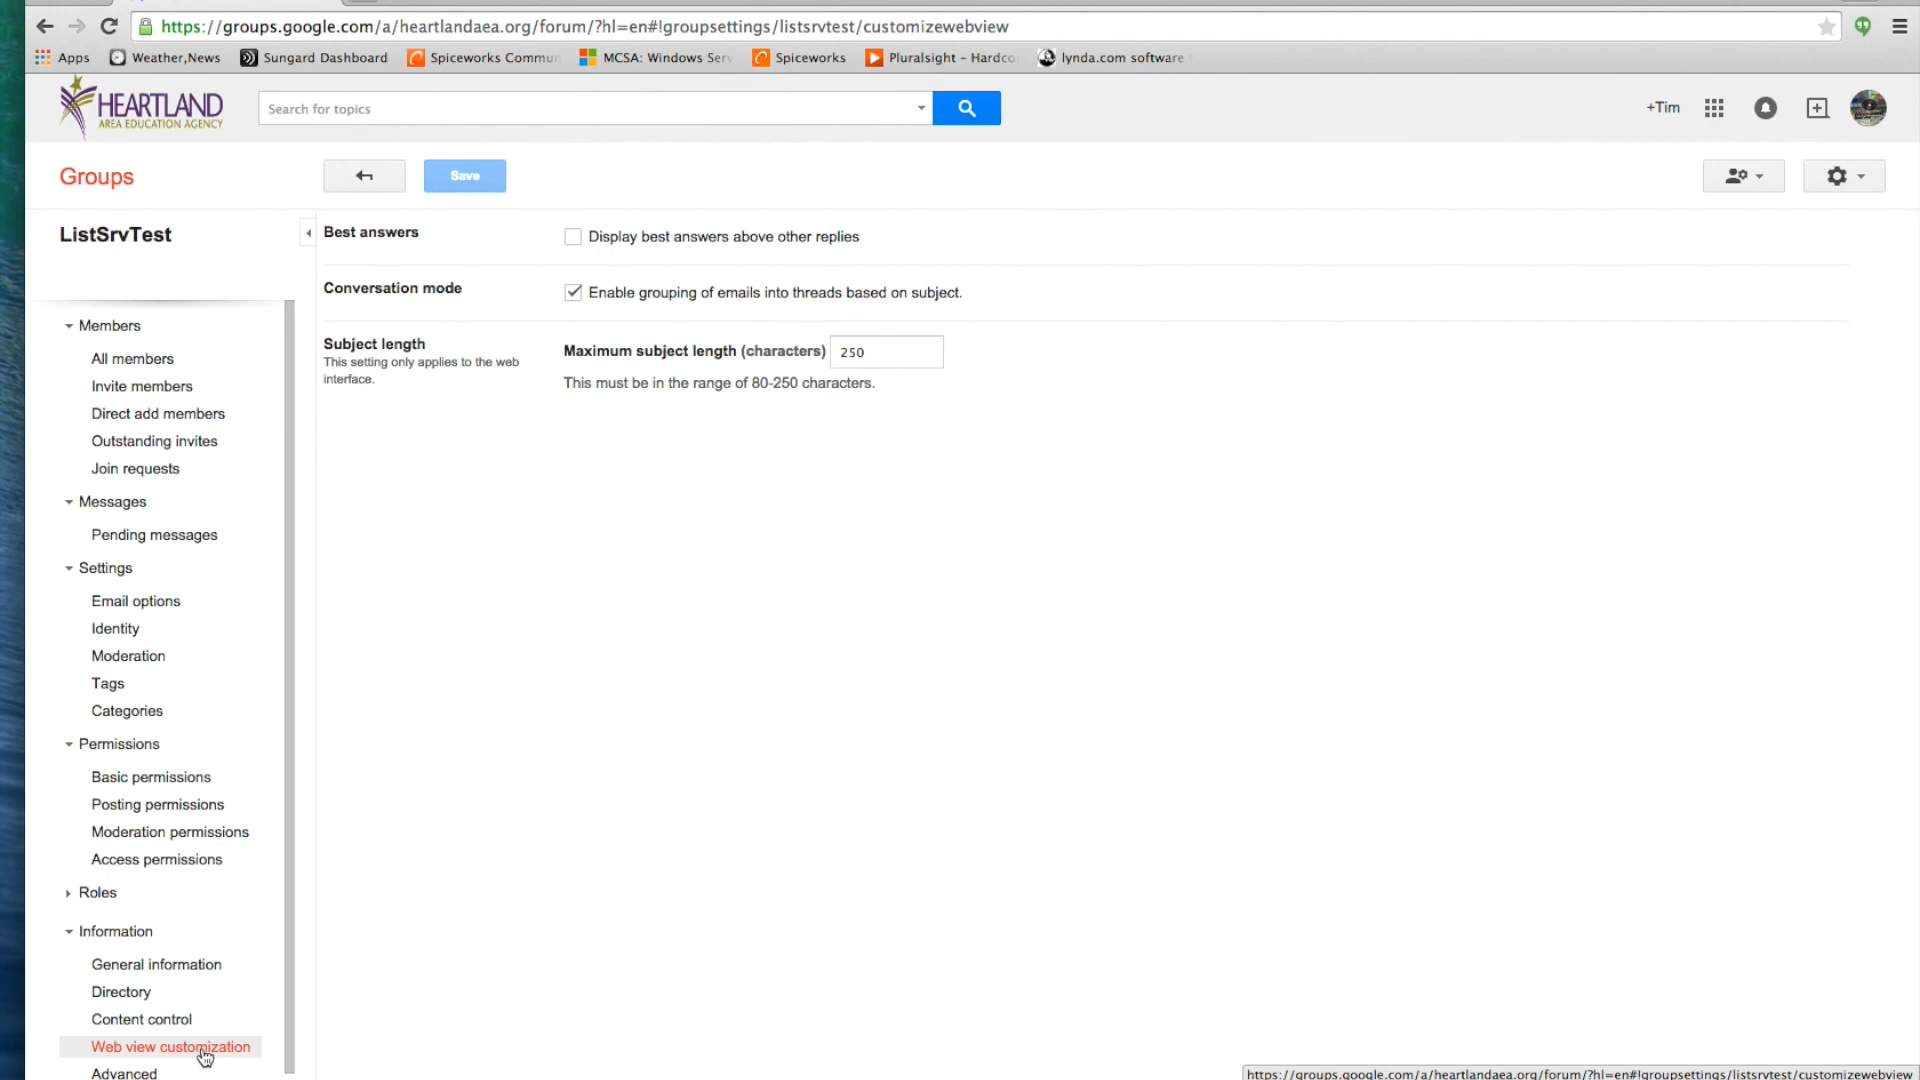 https://groups.google.com/a/heartlandaea.org/forum/?hl=en#!groupsettings/listsrvtest/customizewebview
Apps Weather,News Sungard Dashboard Spiceworks Commun MCSA: Windows Serv Spiceworks Pluralsight – Hardco lynda.com software
HEARTLAND
AREA EDUCATION AGENCY
Search for topics
+Tim
Groups
Save
ListSrvTest
Members
All members
Invite members
Direct add members
Outstanding invites
Join requests
Messages
Pending messages
Settings
Email options
Identity
Moderation
Tags
Categories
Permissions
Basic permissions
Posting permissions
Moderation permissions
Access permissions
Roles
Information
General information
Directory
Content control
Web view customization
Advanced
Best answers
Display best answers above other replies
Conversation mode
Enable grouping of emails into threads based on subject.
Subject length
This setting only applies to the web
interface.
Maximum subject length (characters) 250
This must be in the range of 80-250 characters.
https://groups.google.com/a/heartlandaea.org/forum/?hl=en#!groupsettings/listsrvtest/customizewebview